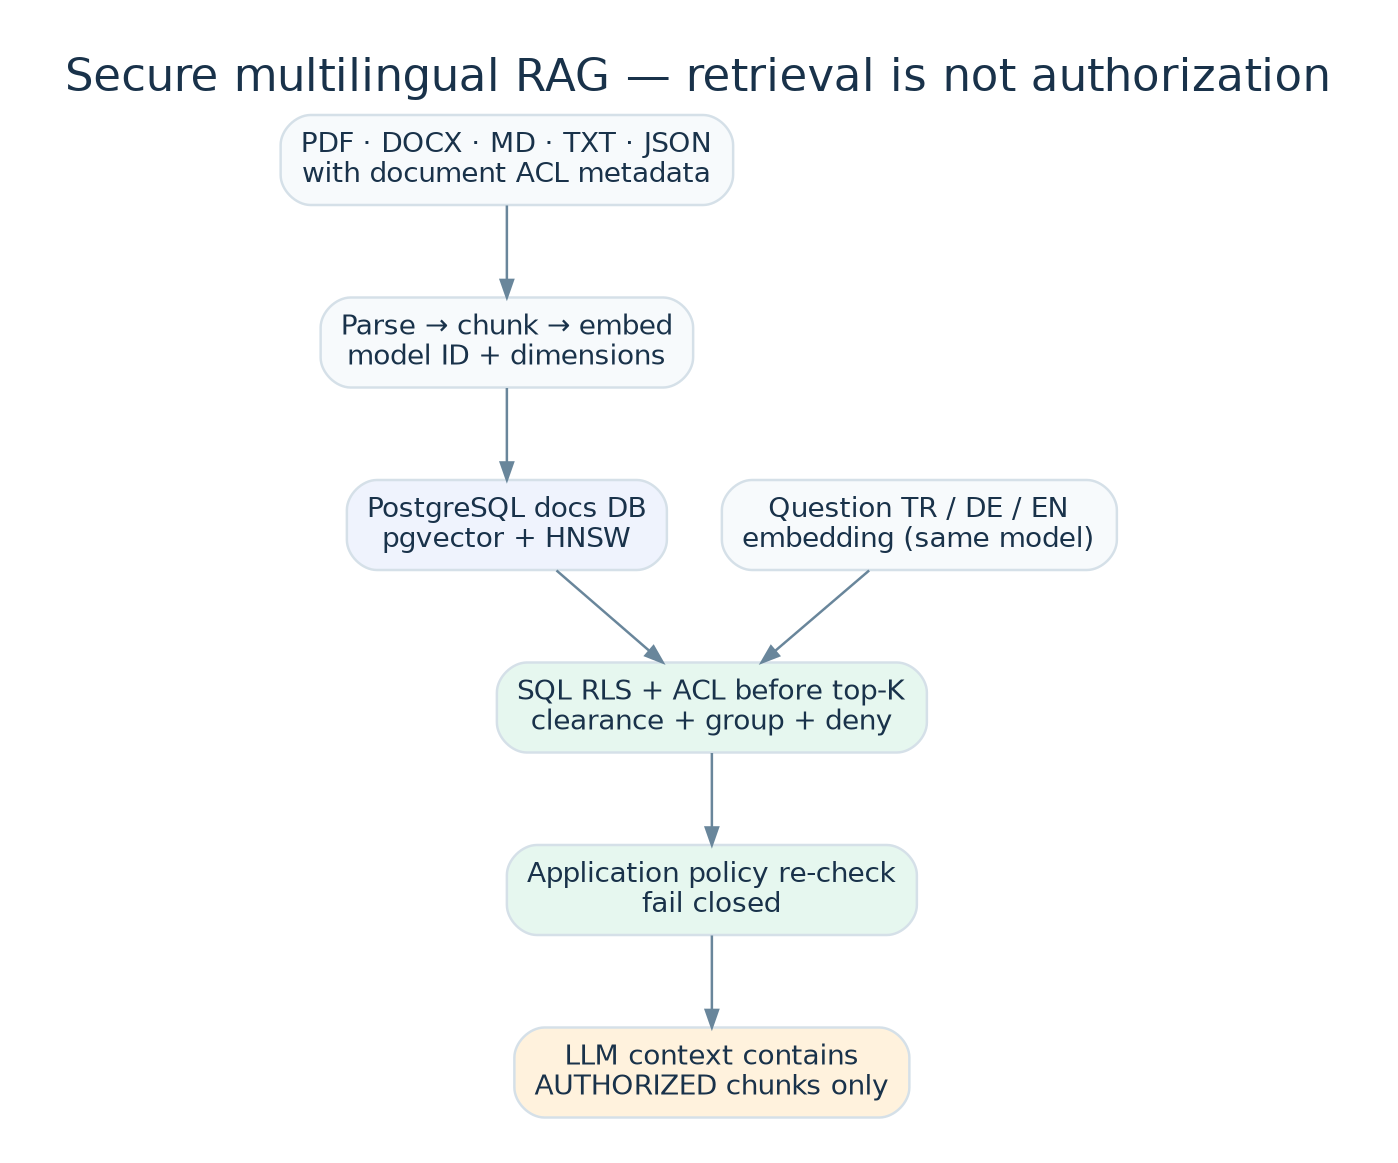 Secure multilingual RAG — retrieval is not authorization
PDF · DOCX · MD · TXT · JSON
with document ACL metadata
Parse → chunk → embed
model ID + dimensions
PostgreSQL docs DB
pgvector + HNSW
Question TR / DE / EN
embedding (same model)
SQL RLS + ACL before top-K
clearance + group + deny
Application policy re-check
fail closed
LLM context contains
AUTHORIZED chunks only